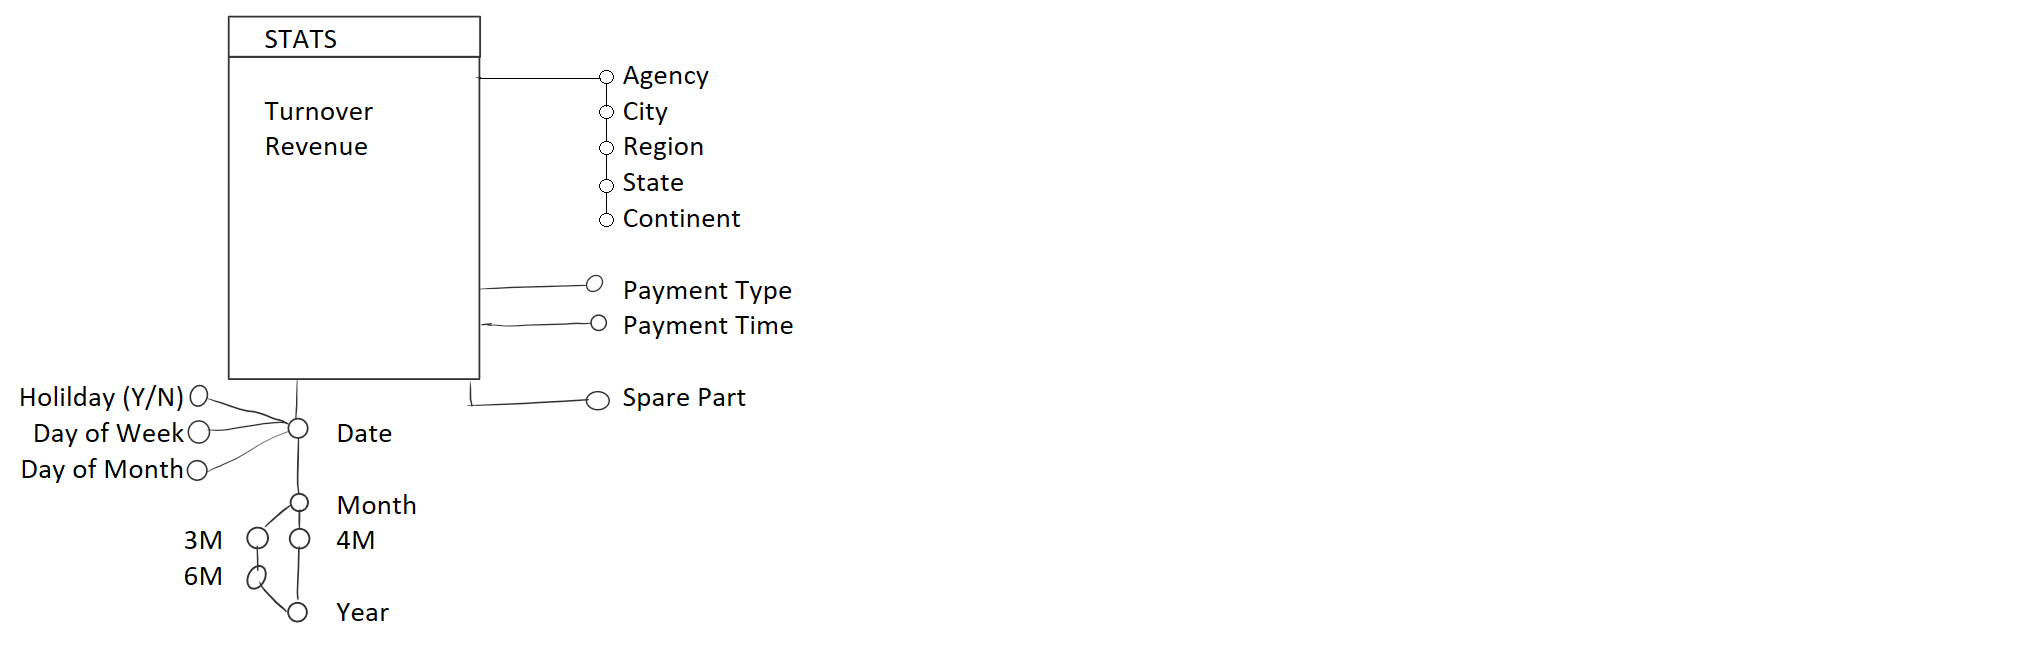 STATS
Turnover
Revenue
Agency
City
Region
State
Continent
Payment Type
Payment Time
Spare Part
Holilday (Y/N)
Day of Week
Day of Month
Date
Month
3M
4M
6M
Year